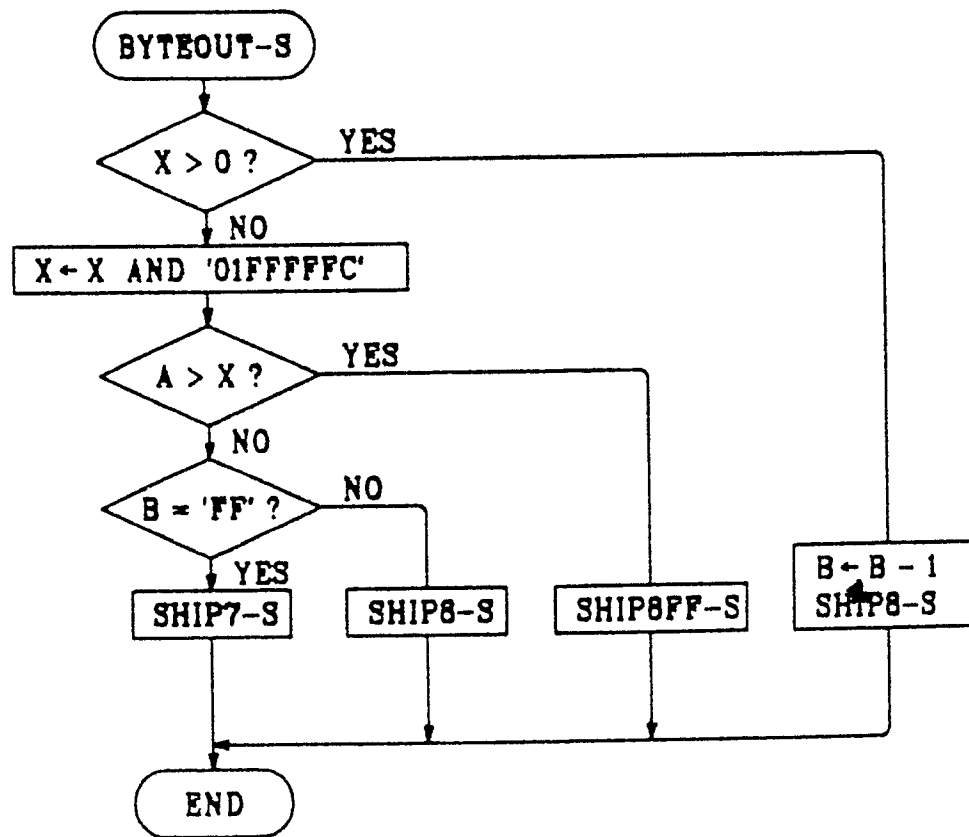 BYTEOUT-S
X > 0 ?
YES
NO
X ← X AND '01FFFFFC'
A > X ?
YES
NO
B = 'FF' ?
NO
YES
SHIP7-S
SHIP8-S
SHIP8FF-S
B ← B - 1
SHIP8-S
END